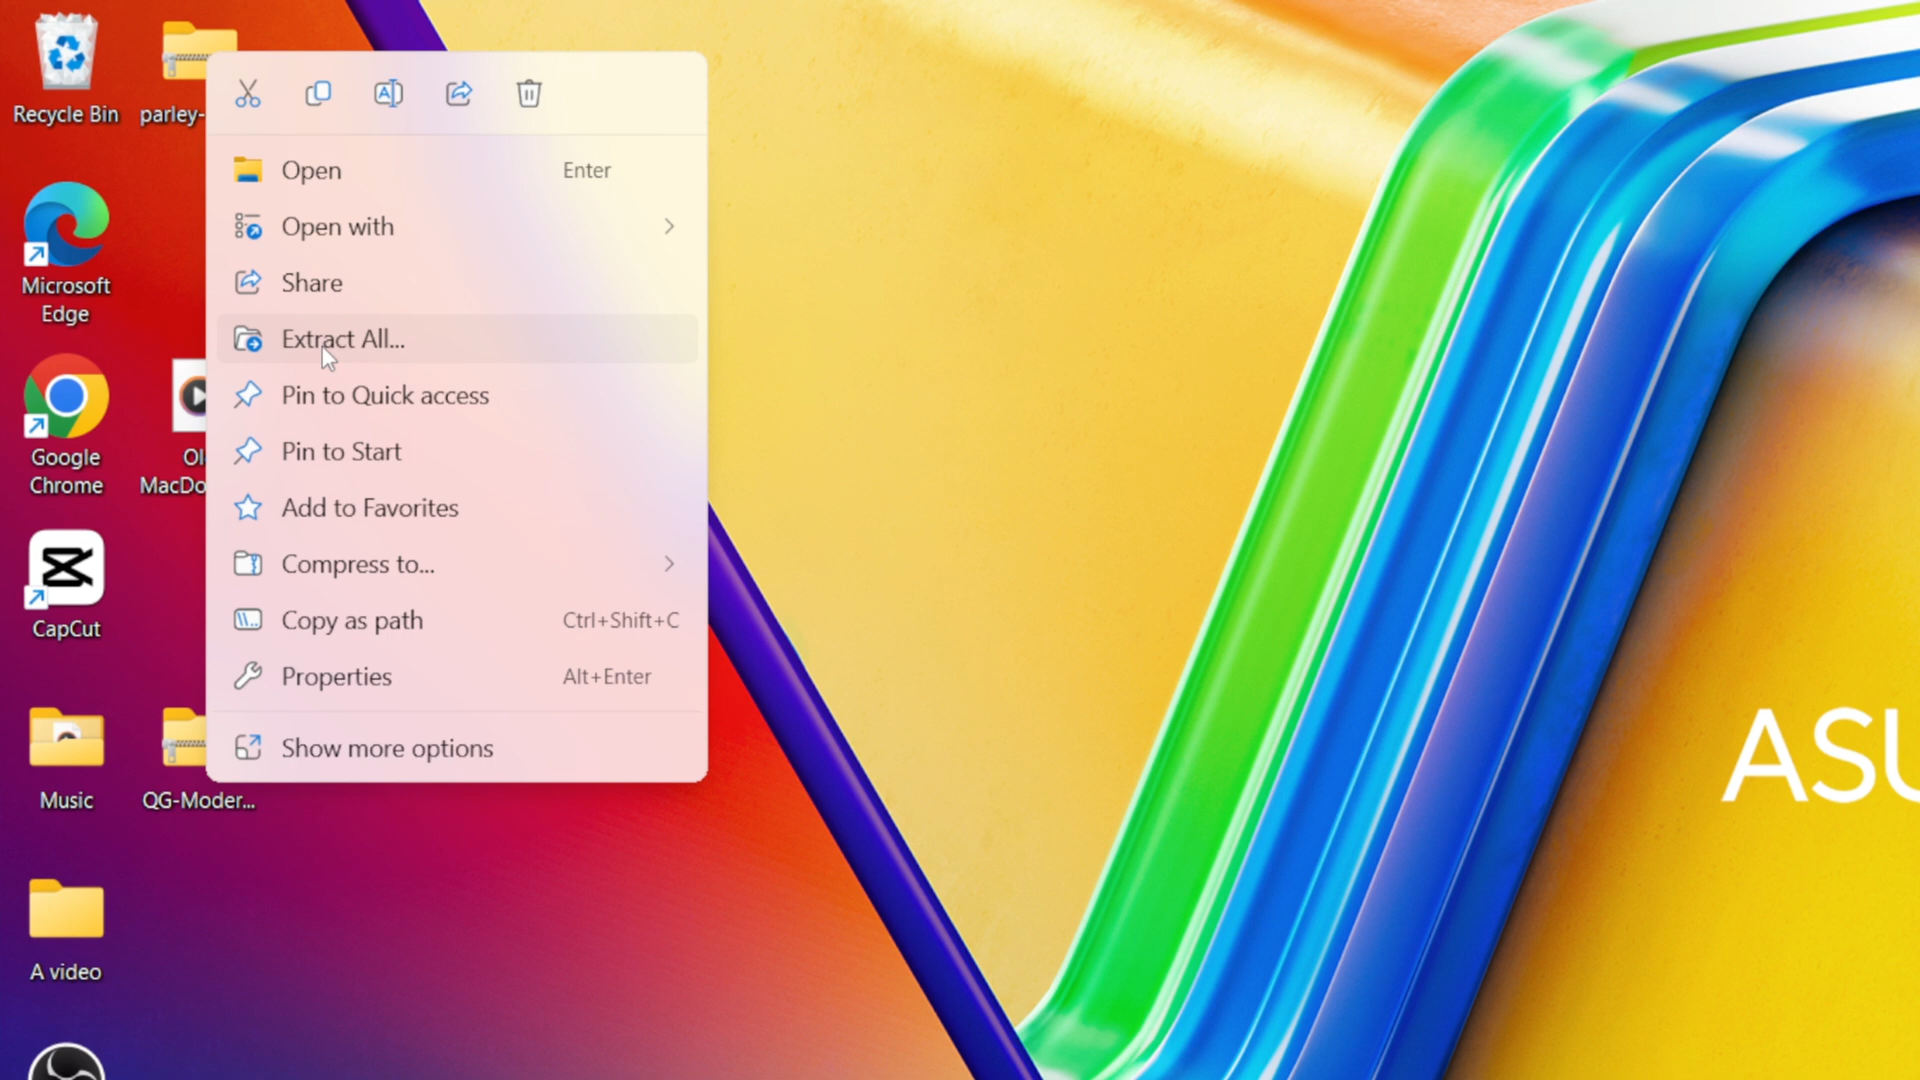 Recycle Bin
parley-
Open Enter
Open with
Share
Extract All...
Pin to Quick access
Pin to Start
Add to Favorites
Compress to...
Copy as path Ctrl+Shift+C
Properties Alt+Enter
Show more options
Microsoft
Edge
Google
Chrome
Ol
MacDo
CapCut
Music
QG-Moder...
A video
ASU